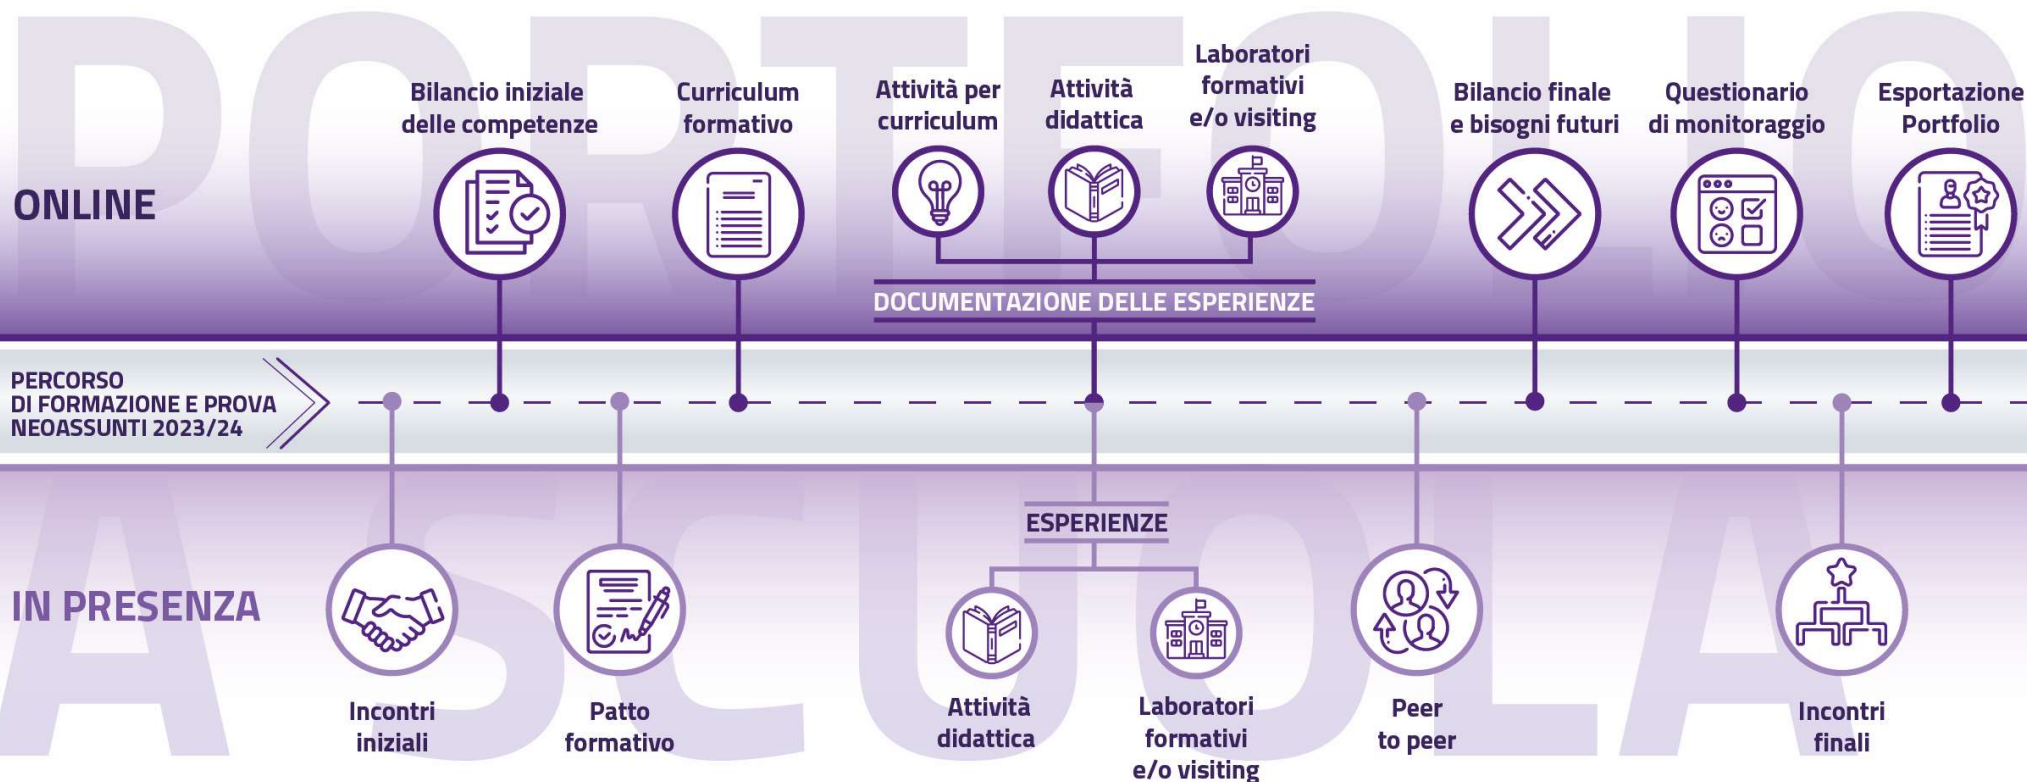 PORTFOLIO
Bilancio iniziale
delle competenze
Curriculum
formativo
Attività per
curriculum
Attività
didattica
Laboratori
formativi
e/o visiting
Bilancio finale
e bisogni futuri
Questionario
di monitoraggio
Esportazione
Portfolio
ONLINE
DOCUMENTAZIONE DELLE ESPERIENZE
PERCORSO
DI FORMAZIONE E PROVA
NEOASSUNTI 2023/24
A SCUOLA
ESPERIENZE
IN PRESENZA
Incontri
iniziali
Patto
formativo
Attività
didattica
Laboratori
formativi
e/o visiting
Peer
to peer
Incontri
finali